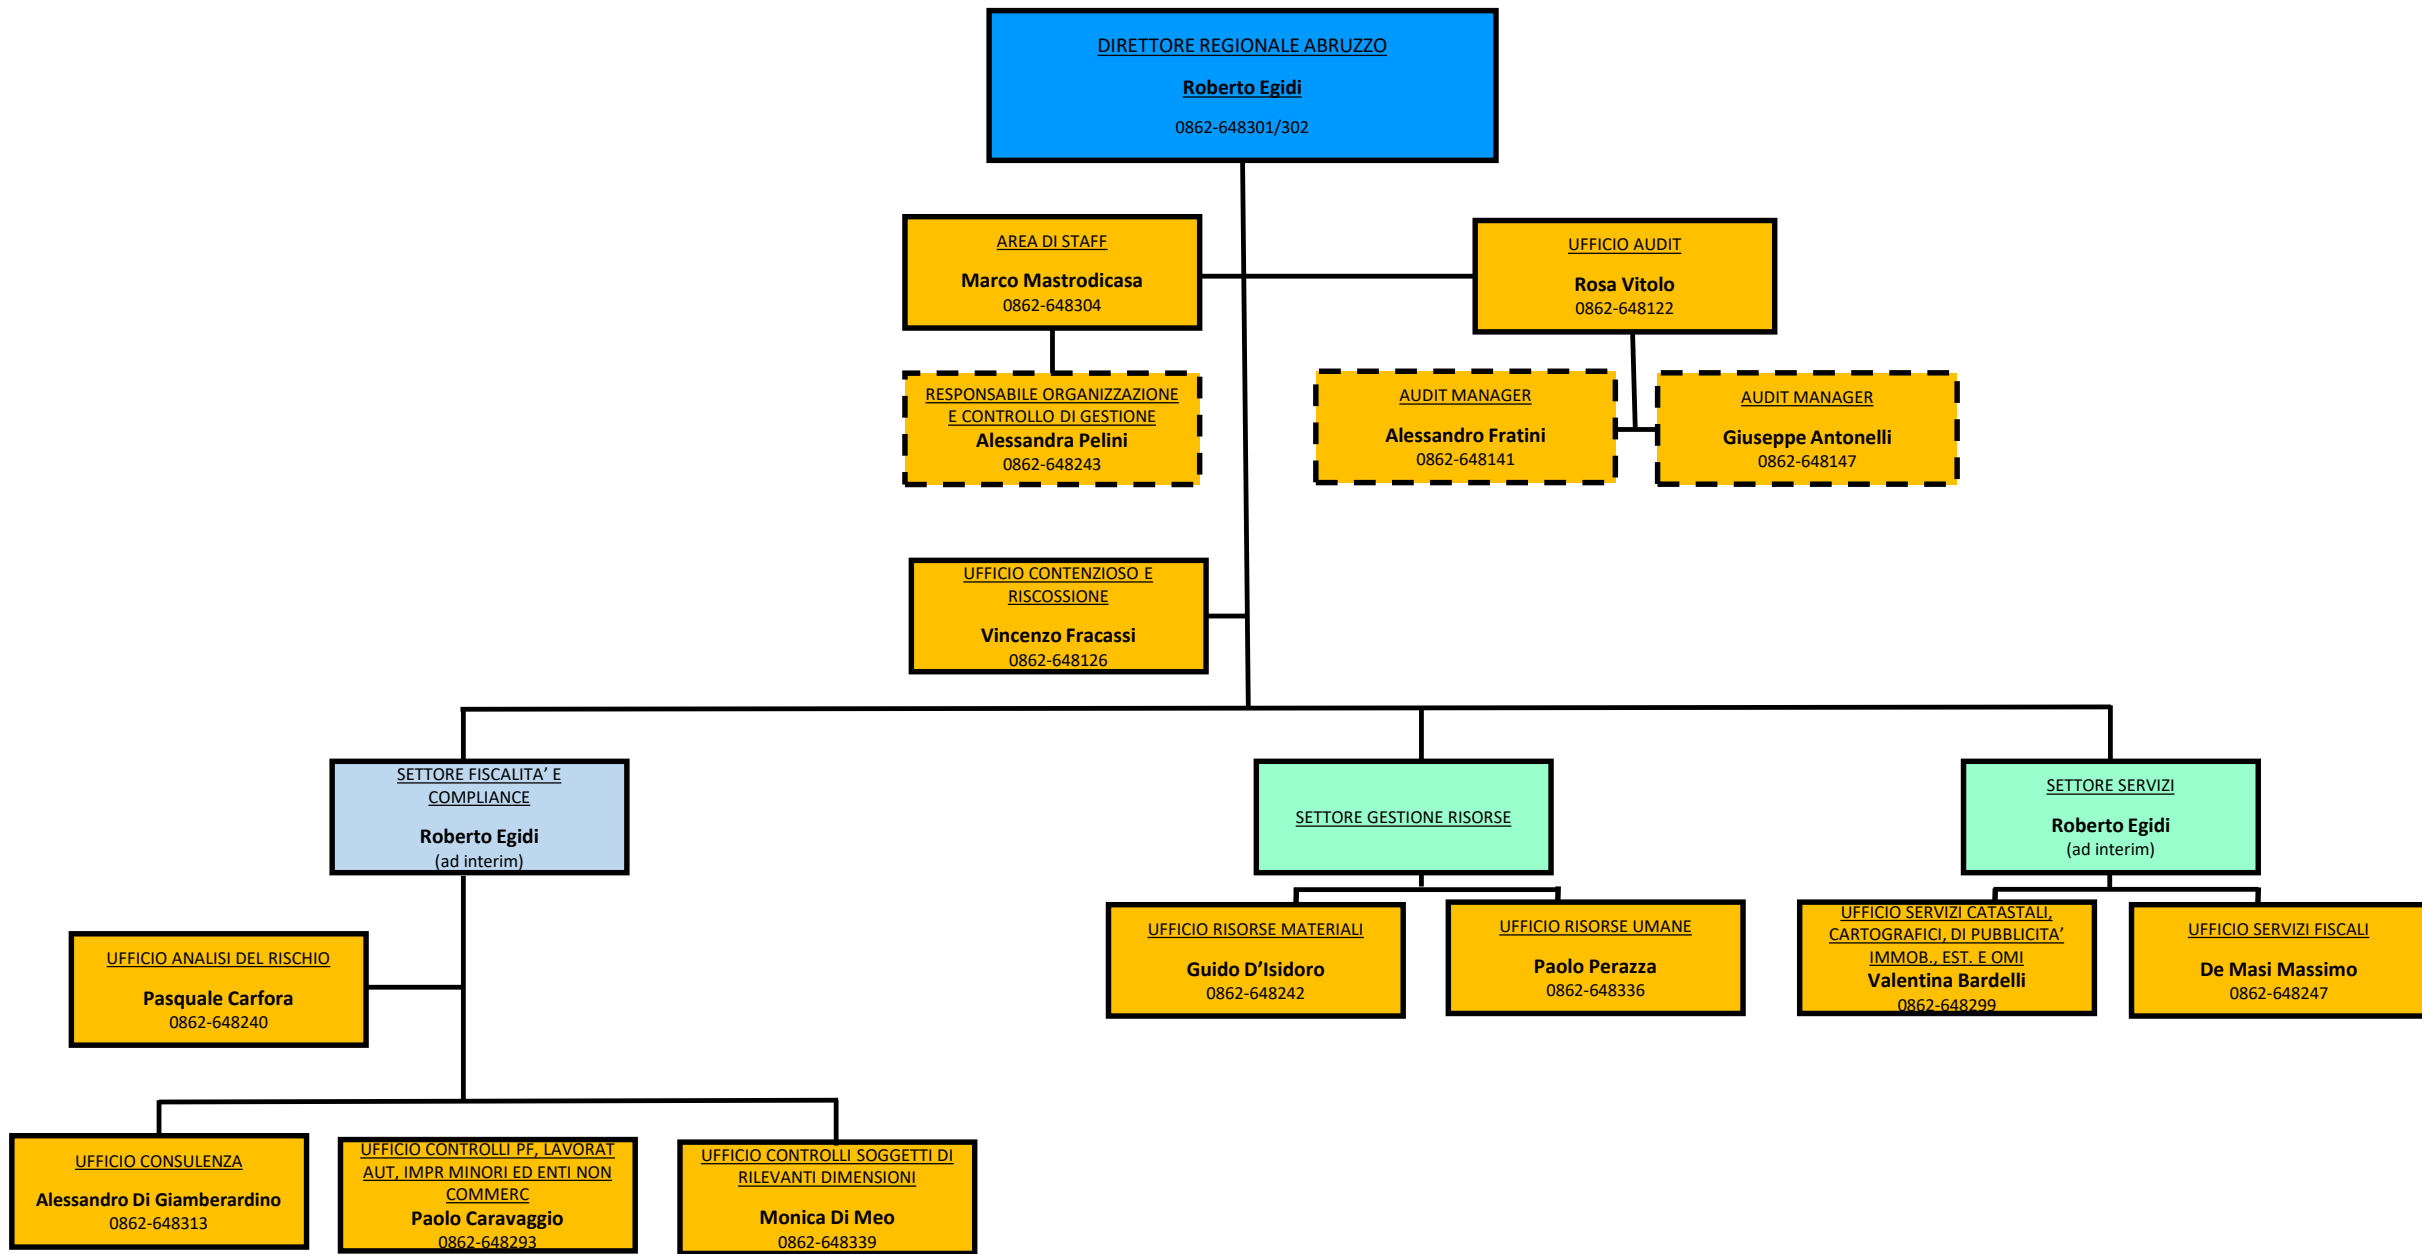 DIRETTORE REGIONALE ABRUZZO
Roberto Egidi
0862-648301/302
AREA DI STAFF
Marco Mastrodicasa
0862-648304
UFFICIO AUDIT
Rosa Vitolo
0862-648122
RESPONSABILE ORGANIZZAZIONE
E CONTROLLO DI GESTIONE
Alessandra Pelini
0862-648243
AUDIT MANAGER
Alessandro Fratini
0862-648141
AUDIT MANAGER
Giuseppe Antonelli
0862-648147
UFFICIO CONTENZIOSO E
RISCOSSIONE
Vincenzo Fracassi
0862-648126
SETTORE FISCALITA’ E
COMPLIANCE
Roberto Egidi
(ad interim)
SETTORE GESTIONE RISORSE
SETTORE SERVIZI
Roberto Egidi
(ad interim)
UFFICIO ANALISI DEL RISCHIO
Pasquale Carfora
0862-648240
UFFICIO RISORSE MATERIALI
Guido D’Isidoro
0862-648242
UFFICIO RISORSE UMANE
Paolo Perazza
0862-648336
UFFICIO SERVIZI CATASTALI,
CARTOGRAFICI, DI PUBBLICITA’
IMMOB., EST. E OMI
Valentina Bardelli
0862-648299
UFFICIO SERVIZI FISCALI
De Masi Massimo
0862-648247
UFFICIO CONSULENZA
Alessandro Di Giamberardino
0862-648313
UFFICIO CONTROLLI PF, LAVORAT
AUT, IMPR MINORI ED ENTI NON
COMMERC
Paolo Caravaggio
0862-648293
UFFICIO CONTROLLI SOGGETTI DI
RILEVANTI DIMENSIONI
Monica Di Meo
0862-648339